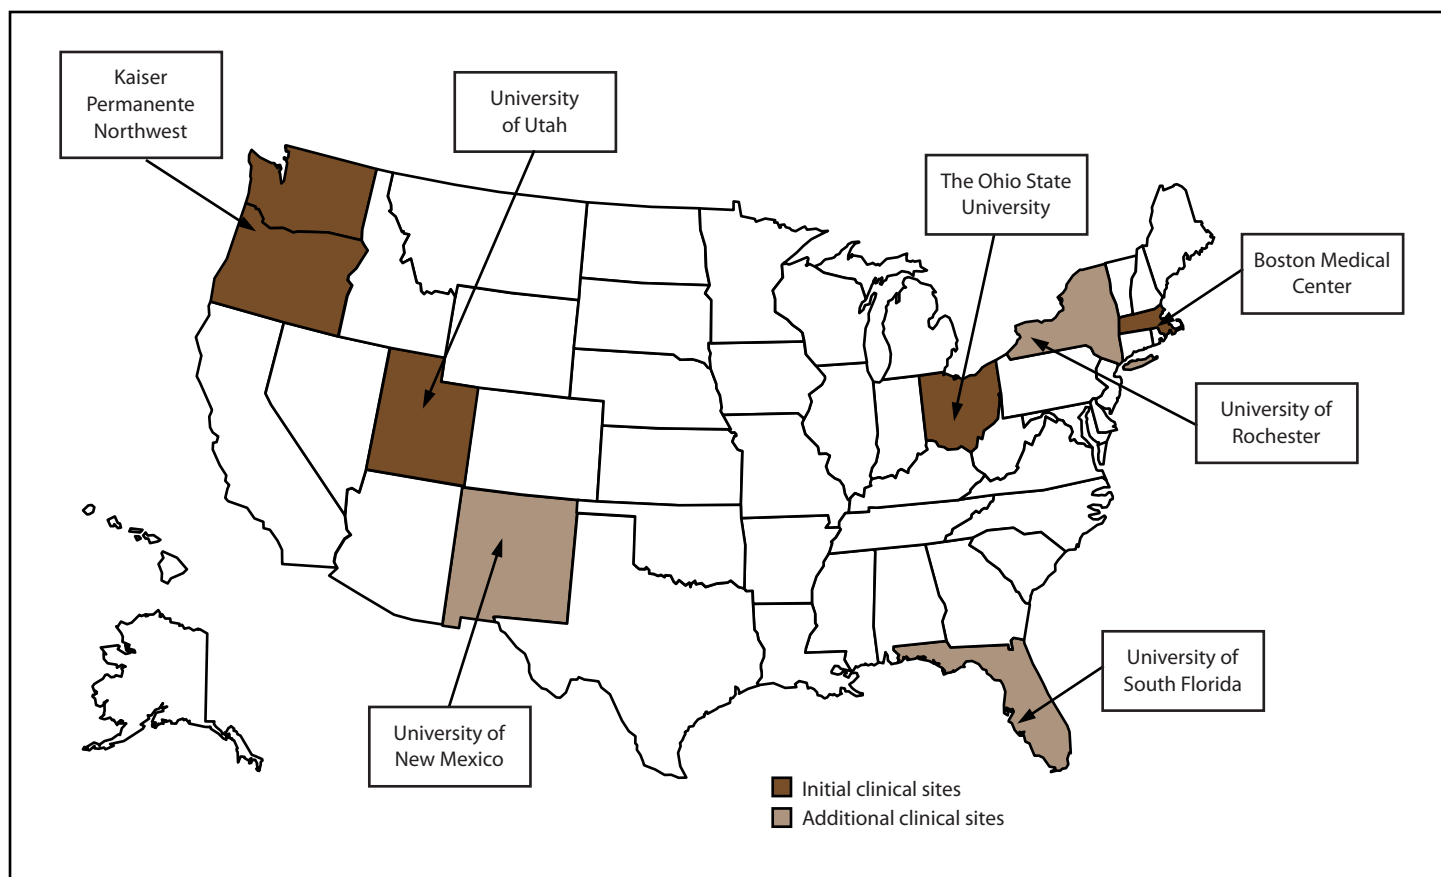 Kaiser
Permanente
Northwest
University
of Utah
The Ohio State
University
Boston Medical
Center
University of
Rochester
University of
South Florida
University of
New Mexico
Initial clinical sites
Additional clinical sites